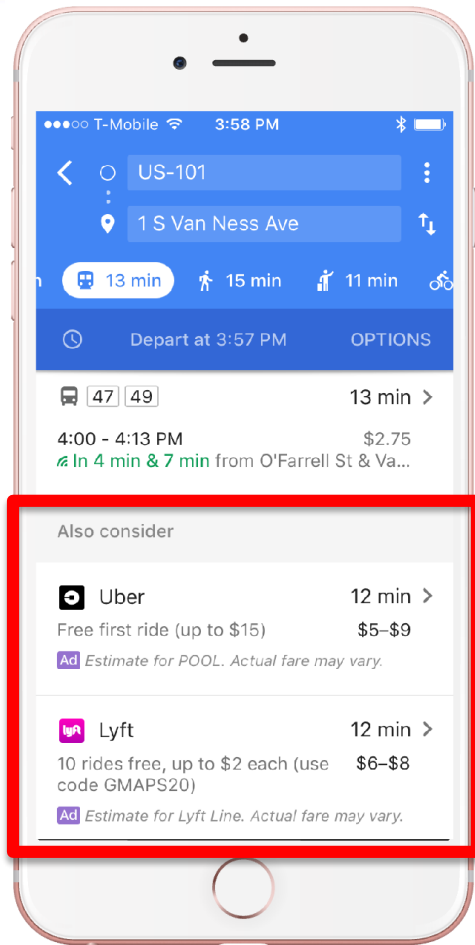 T-Mobile 3:58 PM
US-101
1 S Van Ness Ave
n 13 min 15 min 11 min
Depart at 3:57 PM OPTIONS
47 49 13 min
4:00 - 4:13 PM $2.75
In 4 min & 7 min from O'Farrell St & Va...
Also consider
Uber 12 min
Free first ride (up to $15) $5–$9
Ad Estimate for POOL. Actual fare may vary.
lyft Lyft 12 min
10 rides free, up to $2 each (use $6–$8
code GMAPS20)
Ad Estimate for Lyft Line. Actual fare may vary.